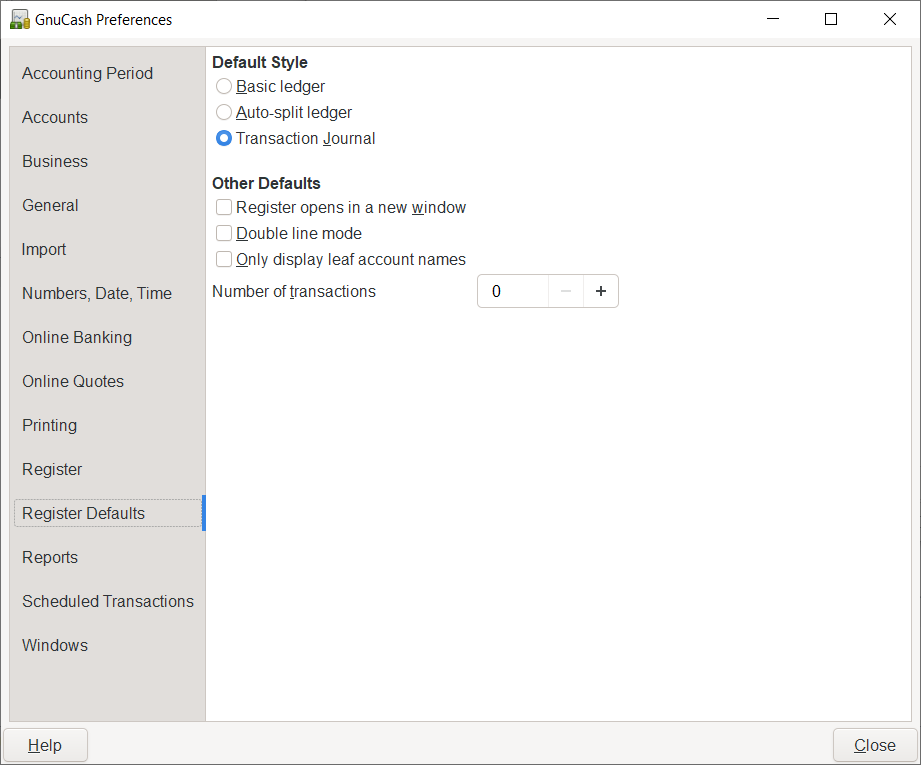 GnuCash Preferences
Accounting Period
Accounts
Business
General
Import
Numbers, Date, Time
Online Banking
Online Quotes
Printing
Register
Register Defaults
Reports
Scheduled Transactions
Windows
Default Style
Basic ledger
Auto-split ledger
Transaction Journal
Other Defaults
Register opens in a new window
Double line mode
Only display leaf account names
Number of transactions 0
Help
Close